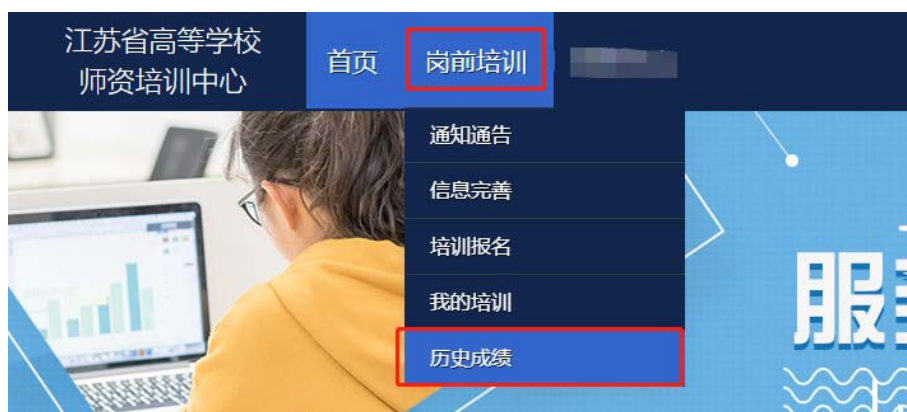 江苏省高等学校
师资培训中心
首页
岗前培训
通知通告
信息完善
培训报名
我的培训
历史成绩
服